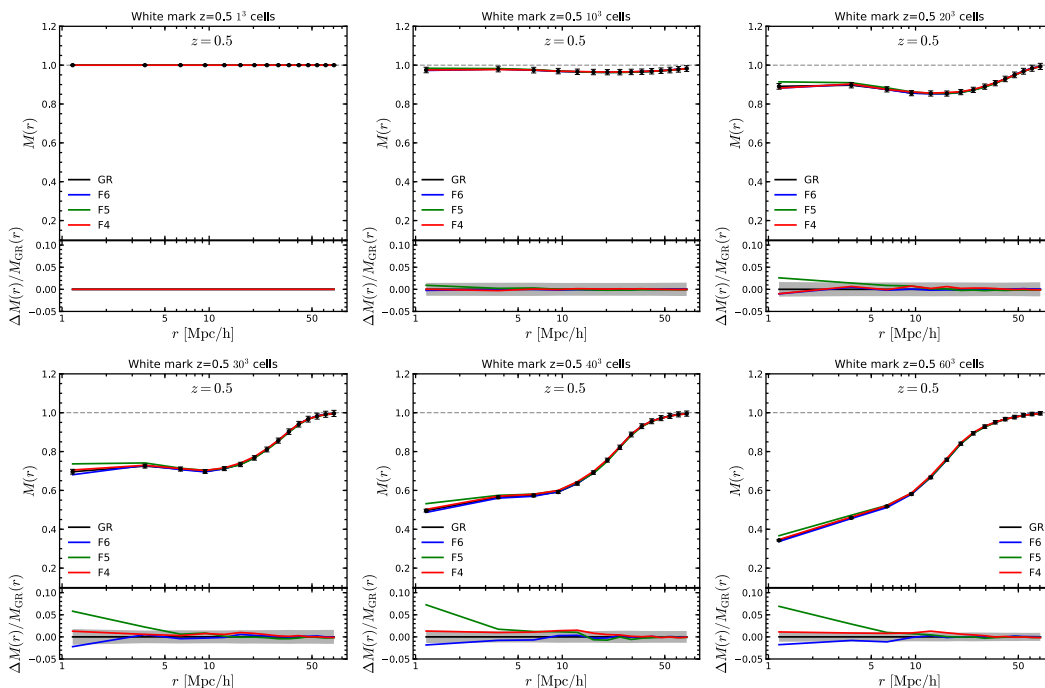 White mark z=0.5 1³ cells
z = 0.5
M(r)
1.2
1.0
0.8
0.6
0.4
0.2
GR
F6
F5
F4
ΔM(r)/M_GR(r)
0.10
0.05
0.00
−0.05
1 5 10 50
r [Mpc/h]
White mark z=0.5 10³ cells
z = 0.5
M(r)
1.2
1.0
0.8
0.6
0.4
0.2
GR
F6
F5
F4
ΔM(r)/M_GR(r)
0.10
0.05
0.00
−0.05
1 5 10 50
r [Mpc/h]
White mark z=0.5 20³ cells
z = 0.5
M(r)
1.2
1.0
0.8
0.6
0.4
0.2
GR
F6
F5
F4
ΔM(r)/M_GR(r)
0.10
0.05
0.00
−0.05
1 5 10 50
r [Mpc/h]
White mark z=0.5 30³ cells
z = 0.5
M(r)
1.2
1.0
0.8
0.6
0.4
0.2
GR
F6
F5
F4
ΔM(r)/M_GR(r)
0.10
0.05
0.00
−0.05
1 5 10 50
r [Mpc/h]
White mark z=0.5 40³ cells
z = 0.5
M(r)
1.2
1.0
0.8
0.6
0.4
0.2
GR
F6
F5
F4
ΔM(r)/M_GR(r)
0.10
0.05
0.00
−0.05
1 5 10 50
r [Mpc/h]
White mark z=0.5 60³ cells
z = 0.5
M(r)
1.2
1.0
0.8
0.6
0.4
0.2
GR
F6
F5
F4
ΔM(r)/M_GR(r)
0.10
0.05
0.00
−0.05
1 5 10 50
r [Mpc/h]